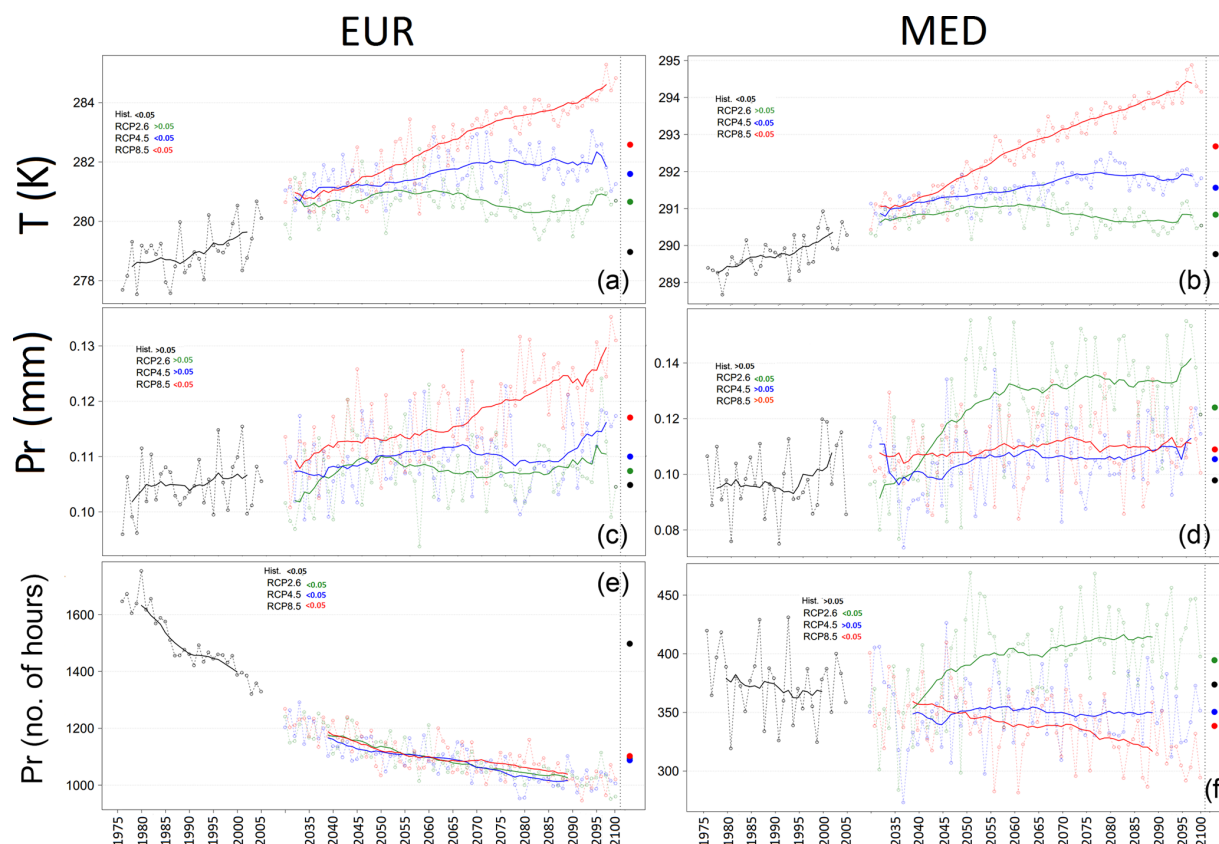 EUR MED
T (K)
284
282
280
278
Hist. <0.05
RCP2.6 >0.05
RCP4.5 <0.05
RCP8.5 <0.05
(a)
295
294
293
292
291
290
289
Hist. <0.05
RCP2.6 >0.05
RCP4.5 <0.05
RCP8.5 <0.05
(b)
Pr (mm)
0.13
0.12
0.11
0.10
Hist. >0.05
RCP2.6 >0.05
RCP4.5 >0.05
RCP8.5 <0.05
(c)
0.14
0.12
0.10
0.08
Hist. >0.05
RCP2.6 <0.05
RCP4.5 >0.05
RCP8.5 >0.05
(d)
Pr (no. of hours)
1600
1400
1200
1000
Hist. <0.05
RCP2.6 <0.05
RCP4.5 <0.05
RCP8.5 <0.05
(e)
450
400
350
300
Hist. >0.05
RCP2.6 <0.05
RCP4.5 >0.05
RCP8.5 <0.05
(f
1975 1980 1985 1990 1995 2000 2005 2035 2040 2045 2050 2055 2060 2065 2070 2075 2080 2085 2090 2095 2100
1975 1980 1985 1990 1995 2000 2005 2035 2040 2045 2050 2055 2060 2065 2070 2075 2080 2085 2090 2095 2100